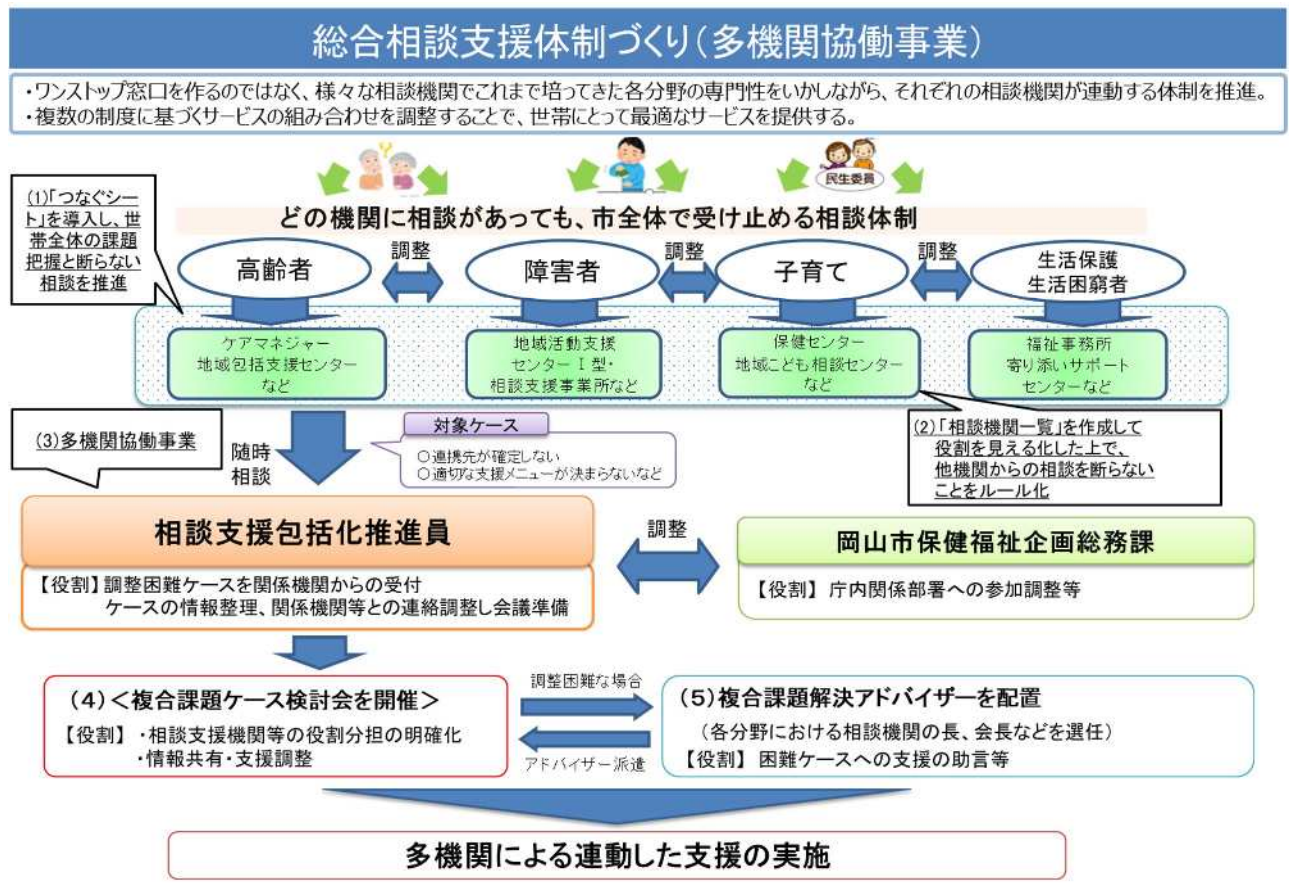 総合相談支援体制づくり(多機関協働事業)
・ワンストップ窓口を作るのではなく、様々な相談機関でこれまで培ってきた各分野の専門性をいかしながら、それぞれの相談機関が連動する体制を推進。
・複数の制度に基づくサービスの組み合わせを調整することで、世帯にとって最適なサービスを提供する。
民生委員
(1)「つなぐシー
ト」を導入し、世
帯全体の課題
把握と断らない
相談を推進
どの機関に相談があっても、市全体で受け止める相談体制
高齢者
調整
障害者
調整
子育て
調整
生活保護
生活困窮者
ケアマネジャー
地域包括支援センター
など
地域活動支援
センターⅠ型・
相談支援事業所など
保健センター
地域こども相談センター
など
福祉事務所
寄り添いサポート
センターなど
(3)多機関協働事業
随時
相談
対象ケース
○連携先が確定しない
○適切な支援メニューが決まらないなど
(2)「相談機関一覧」を作成して
役割を見える化した上で、
他機関からの相談を断らない
ことをルール化
相談支援包括化推進員
【役割】調整困難ケースを関係機関からの受付
ケースの情報整理、関係機関等との連絡調整し会議準備
調整
岡山市保健福祉企画総務課
【役割】 庁内関係部署への参加調整等
(4)<複合課題ケース検討会を開催>
【役割】 ・相談支援機関等の役割分担の明確化
・情報共有・支援調整
調整困難な場合
アドバイザー派遣
(5)複合課題解決アドバイザーを配置
(各分野における相談機関の長、会長などを選任)
【役割】 困難ケースへの支援の助言等
多機関による連動した支援の実施